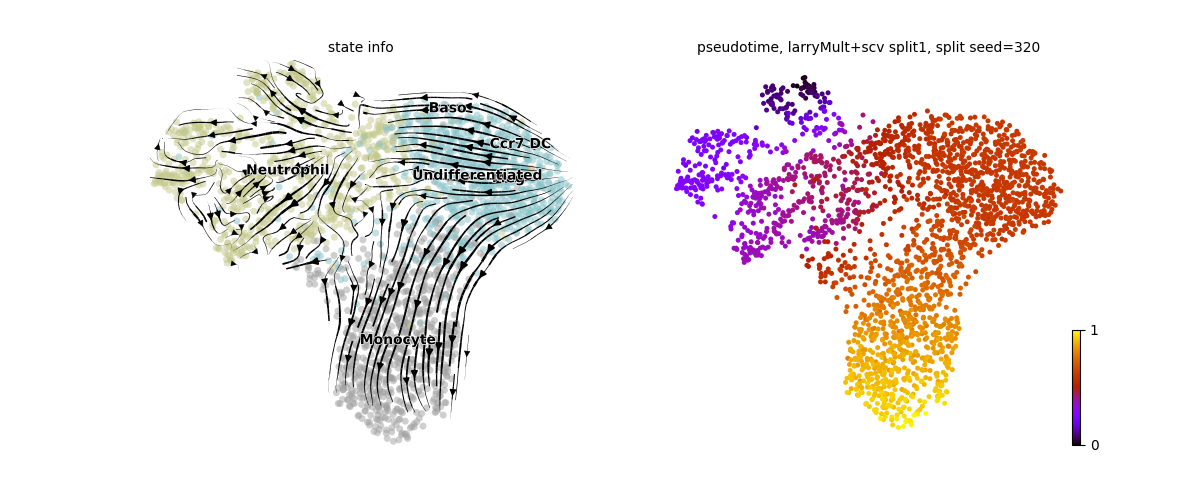 state info
pseudotime, larryMult+scv split1, split seed=320
Baso
Ccr7 DC
Neutrophil
Undifferentiated
Monocyte
1
0